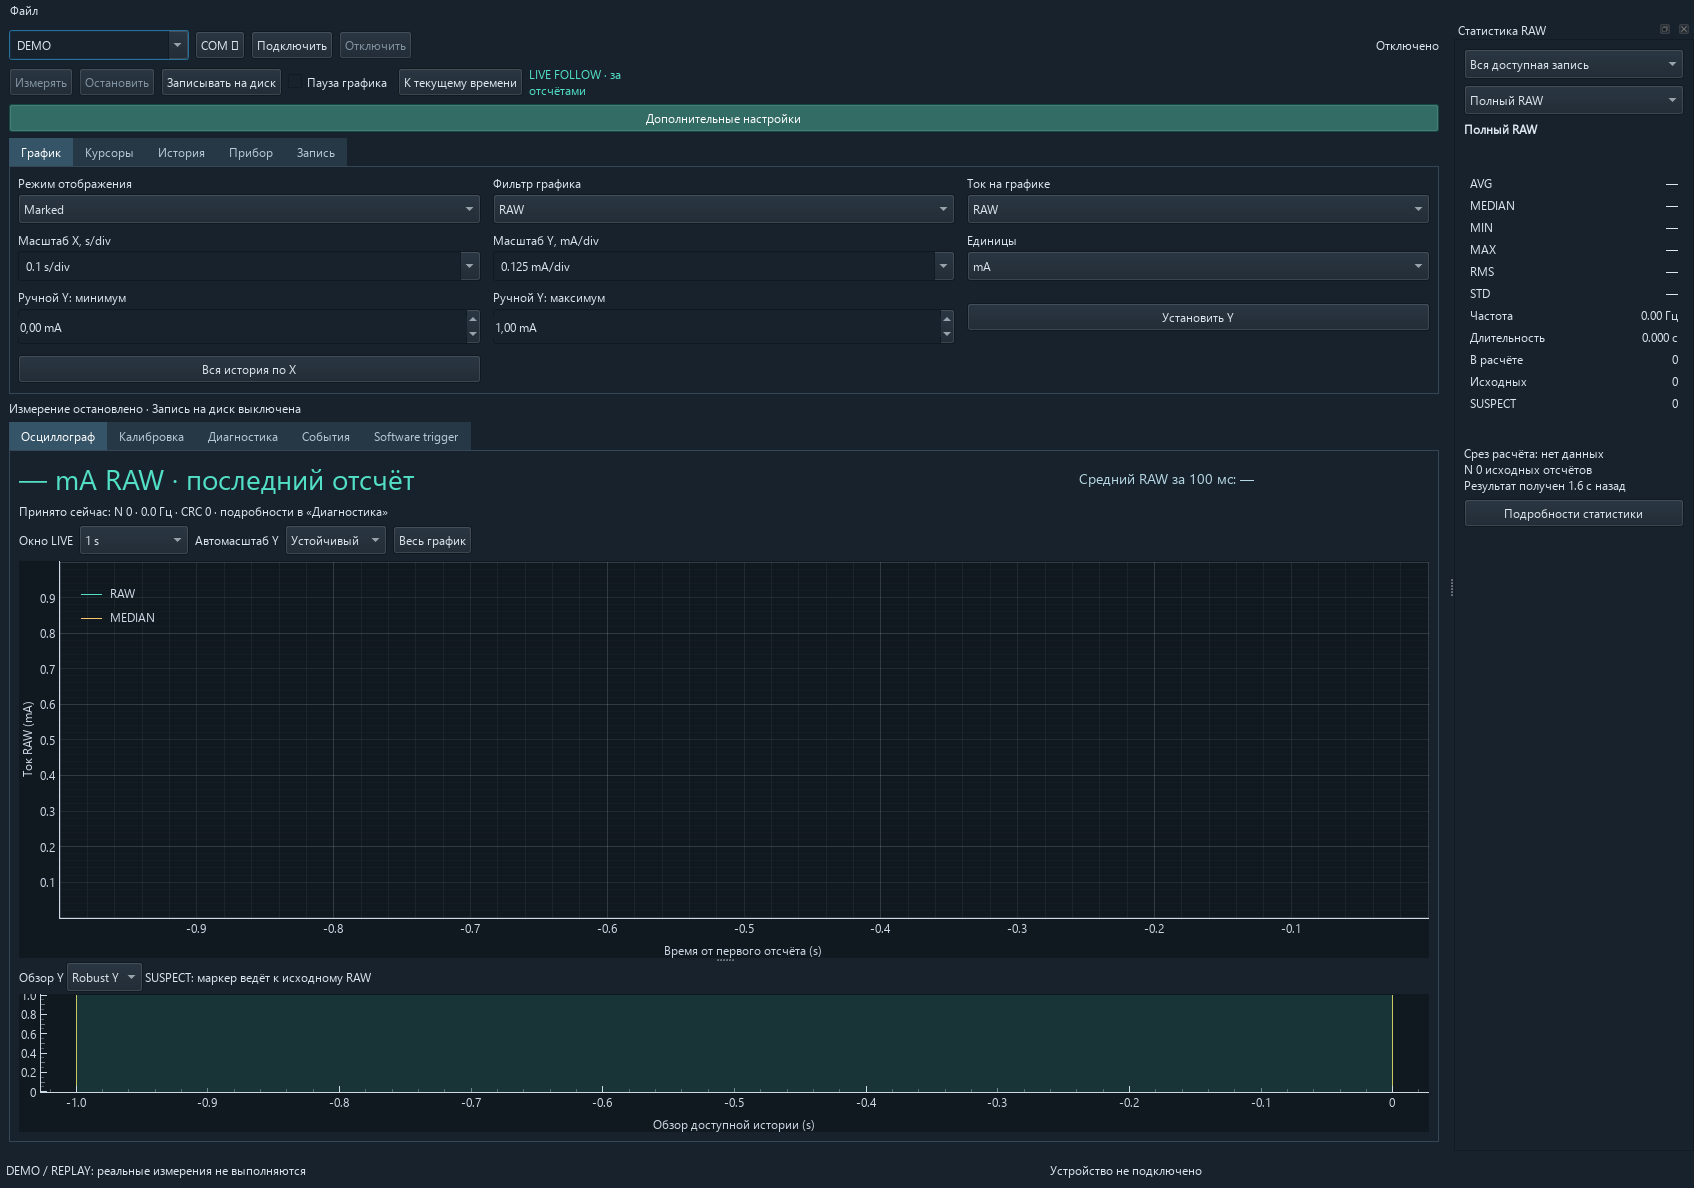 Файл
DEMO
COM
Подключить
Отключить
Отключено
Измерять
Остановить
Записывать на диск
Пауза графика
К текущему времени
LIVE FOLLOW · за
отсчётами
Дополнительные настройки
График
Курсоры
История
Прибор
Запись
Режим отображения
Фильтр графика
Ток на графике
Marked
RAW
RAW
Масштаб X, s/div
Масштаб Y, mA/div
Единицы
0.1 s/div
0.125 mA/div
mA
Ручной Y: минимум
Ручной Y: максимум
0,00 mA
1,00 mA
Установить Y
Вся история по X
Измерение остановлено · Запись на диск выключена
Осциллограф
Калибровка
Диагностика
События
Software trigger
— mA RAW · последний отсчёт
Средний RAW за 100 мс: —
Принято сейчас: N 0 · 0.0 Гц · CRC 0 · подробности в «Диагностика»
Окно LIVE
1 s
Автомасштаб Y
Устойчивый
Весь график
RAW
MEDIAN
Ток RAW (mA)
0.9
0.8
0.7
0.6
0.5
0.4
0.3
0.2
0.1
-0.9
-0.8
-0.7
-0.6
-0.5
-0.4
-0.3
-0.2
-0.1
Время от первого отсчёта (s)
Обзор Y
Robust Y
SUSPECT: маркер ведёт к исходному RAW
1.0
0.8
0.6
0.4
0.2
0
-1.0
-0.9
-0.8
-0.7
-0.6
-0.5
-0.4
-0.3
-0.2
-0.1
0
Обзор доступной истории (s)
DEMO / REPLAY: реальные измерения не выполняются
Устройство не подключено
Статистика RAW
Вся доступная запись
Полный RAW
Полный RAW
AVG —
MEDIAN —
MIN —
MAX —
RMS —
STD —
Частота 0.00 Гц
Длительность 0.000 с
В расчёте 0
Исходных 0
SUSPECT 0
Срез расчёта: нет данных
N 0 исходных отсчётов
Результат получен 1.6 с назад
Подробности статистики